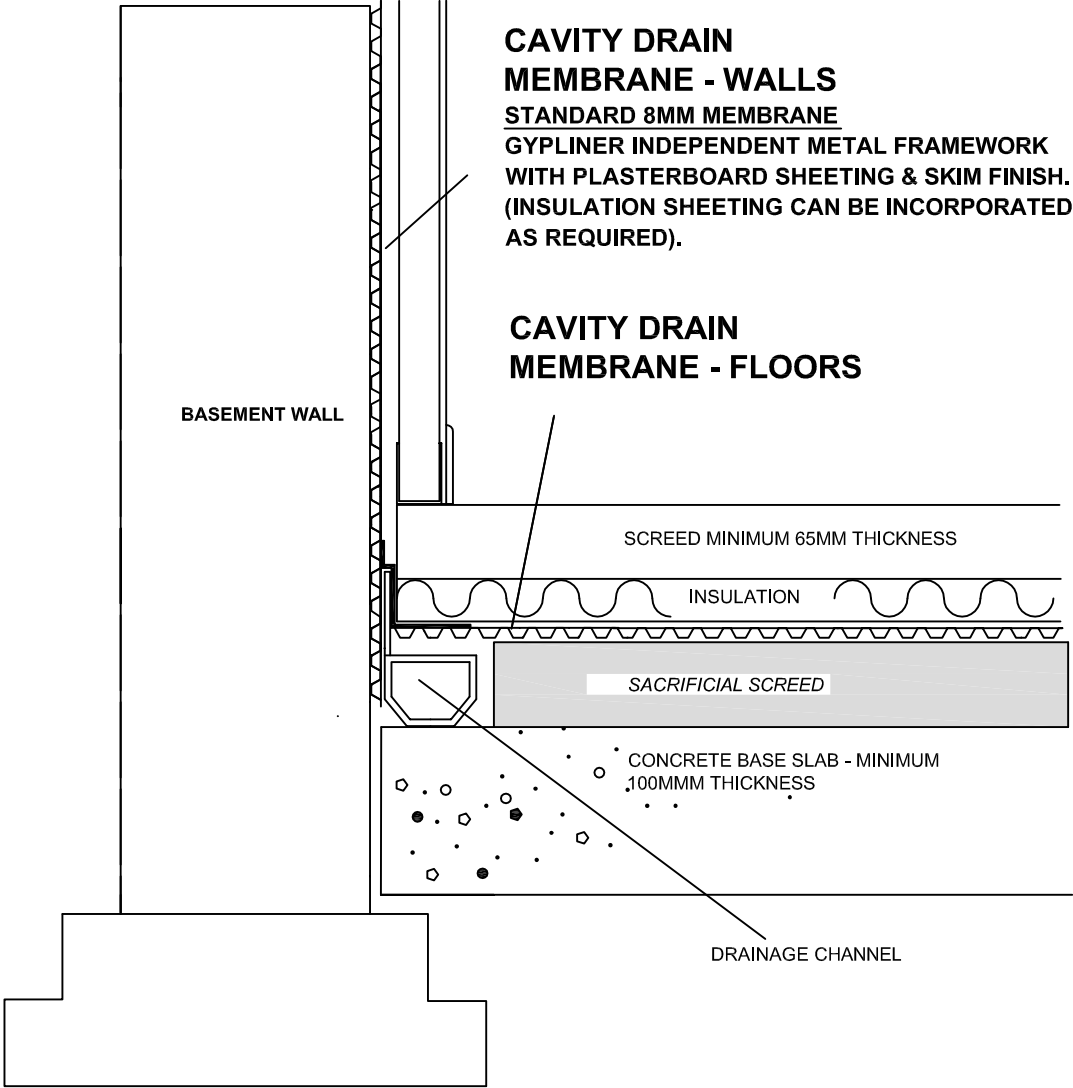 CAVITY DRAIN
MEMBRANE - WALLS
STANDARD 8MM MEMBRANE
GYPLINER INDEPENDENT METAL FRAMEWORK
WITH PLASTERBOARD SHEETING & SKIM FINISH.
(INSULATION SHEETING CAN BE INCORPORATED
AS REQUIRED).
CAVITY DRAIN
MEMBRANE - FLOORS
BASEMENT WALL
SCREED MINIMUM 65MM THICKNESS
INSULATION
SACRIFICIAL SCREED
CONCRETE BASE SLAB - MINIMUM
100MMM THICKNESS
DRAINAGE CHANNEL